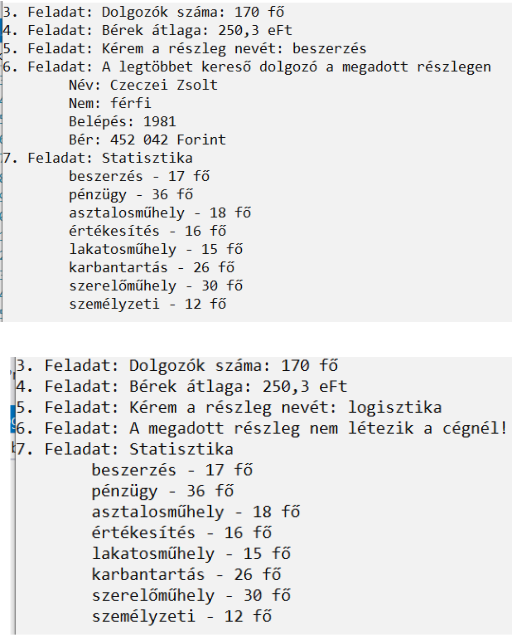 3. Feladat: Dolgozók száma: 170 fő
4. Feladat: Bérek átlaga: 250,3 eFt
5. Feladat: Kérem a részleg nevét: beszerzés
6. Feladat: A legtöbbet kereső dolgozó a megadott részlegen
Név: Czeczei Zsolt
Nem: férfi
Belépés: 1981
Bér: 452 042 Forint
7. Feladat: Statisztika
beszerzés - 17 fő
pénzügy - 36 fő
asztalosműhely - 18 fő
értékesítés - 16 fő
lakatosműhely - 15 fő
karbantartás - 26 fő
szerelőműhely - 30 fő
személyzeti - 12 fő
3. Feladat: Dolgozók száma: 170 fő
4. Feladat: Bérek átlaga: 250,3 eFt
5. Feladat: Kérem a részleg nevét: logisztika
6. Feladat: A megadott részleg nem létezik a cégnél!
7. Feladat: Statisztika
beszerzés - 17 fő
pénzügy - 36 fő
asztalosműhely - 18 fő
értékesítés - 16 fő
lakatosműhely - 15 fő
karbantartás - 26 fő
szerelőműhely - 30 fő
személyzeti - 12 fő